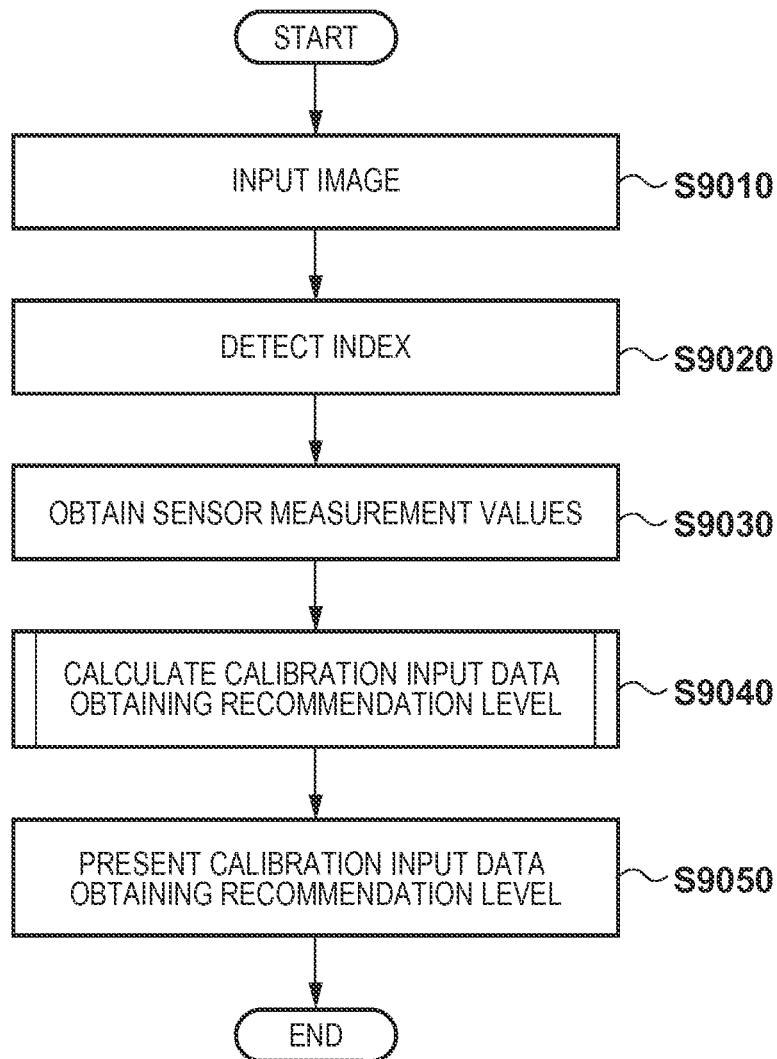 START
INPUT IMAGE
S9010
DETECT INDEX
S9020
OBTAIN SENSOR MEASUREMENT VALUES
S9030
CALCULATE CALIBRATION INPUT DATA
OBTAINING RECOMMENDATION LEVEL
S9040
PRESENT CALIBRATION INPUT DATA
OBTAINING RECOMMENDATION LEVEL
S9050
END